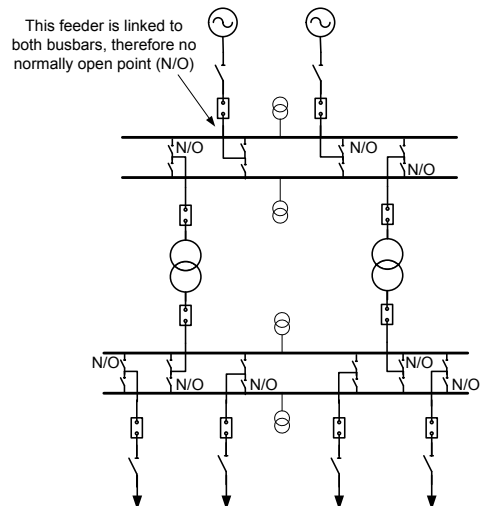 This feeder is linked to
both busbars, therefore no
normally open point (N/O)
N/O
N/O
N/O
N/O
N/O
N/O
N/O
N/O